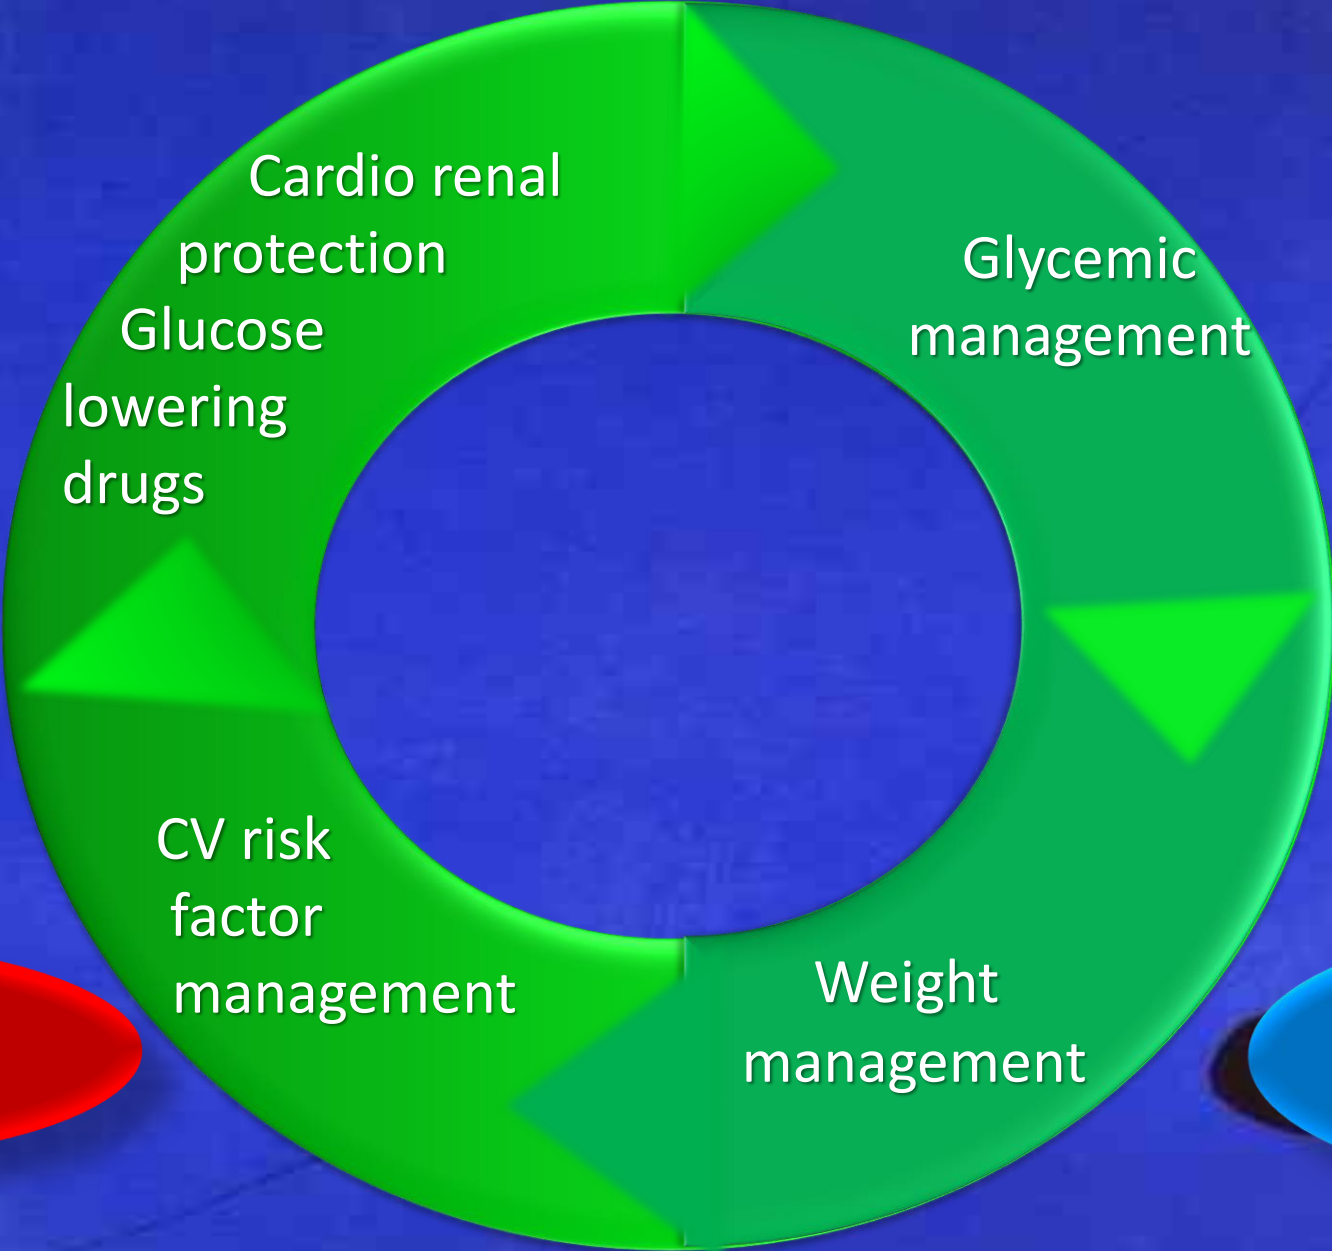 Cardio renal
protection
Glucose
lowering
drugs
Glycemic
management
CV risk
factor
management
Weight
management